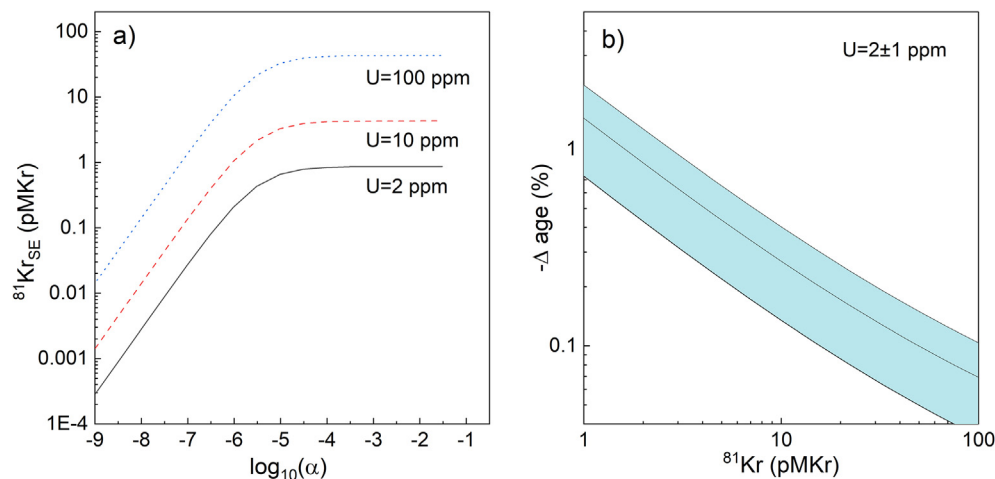 a)
100
10
1
0.1
0.01
0.001
1E-4
⁸¹Kr_SE (pMKr)
U=100 ppm
U=10 ppm
U=2 ppm
-9 -8 -7 -6 -5 -4 -3 -2 -1
log₁₀(α)
b)
U=2±1 ppm
1
0.1
-Δ age (%)
1 10 100
⁸¹Kr (pMKr)